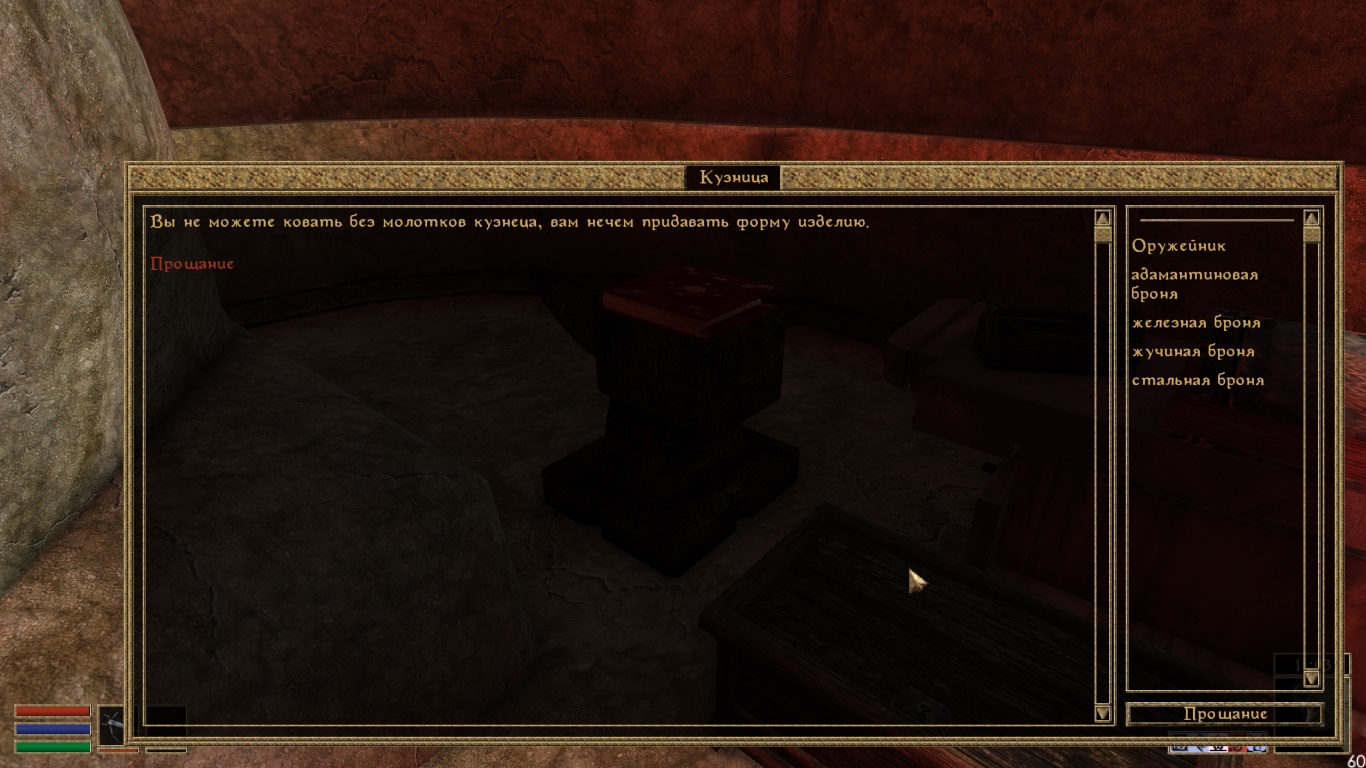 Кузница
Вы не можете ковать без молотков кузнеца, вам нечем придавать форму изделию.
Прощание
Оружейник
адамантиновая
броня
железная броня
жучиная броня
стальная броня
Прощание
60